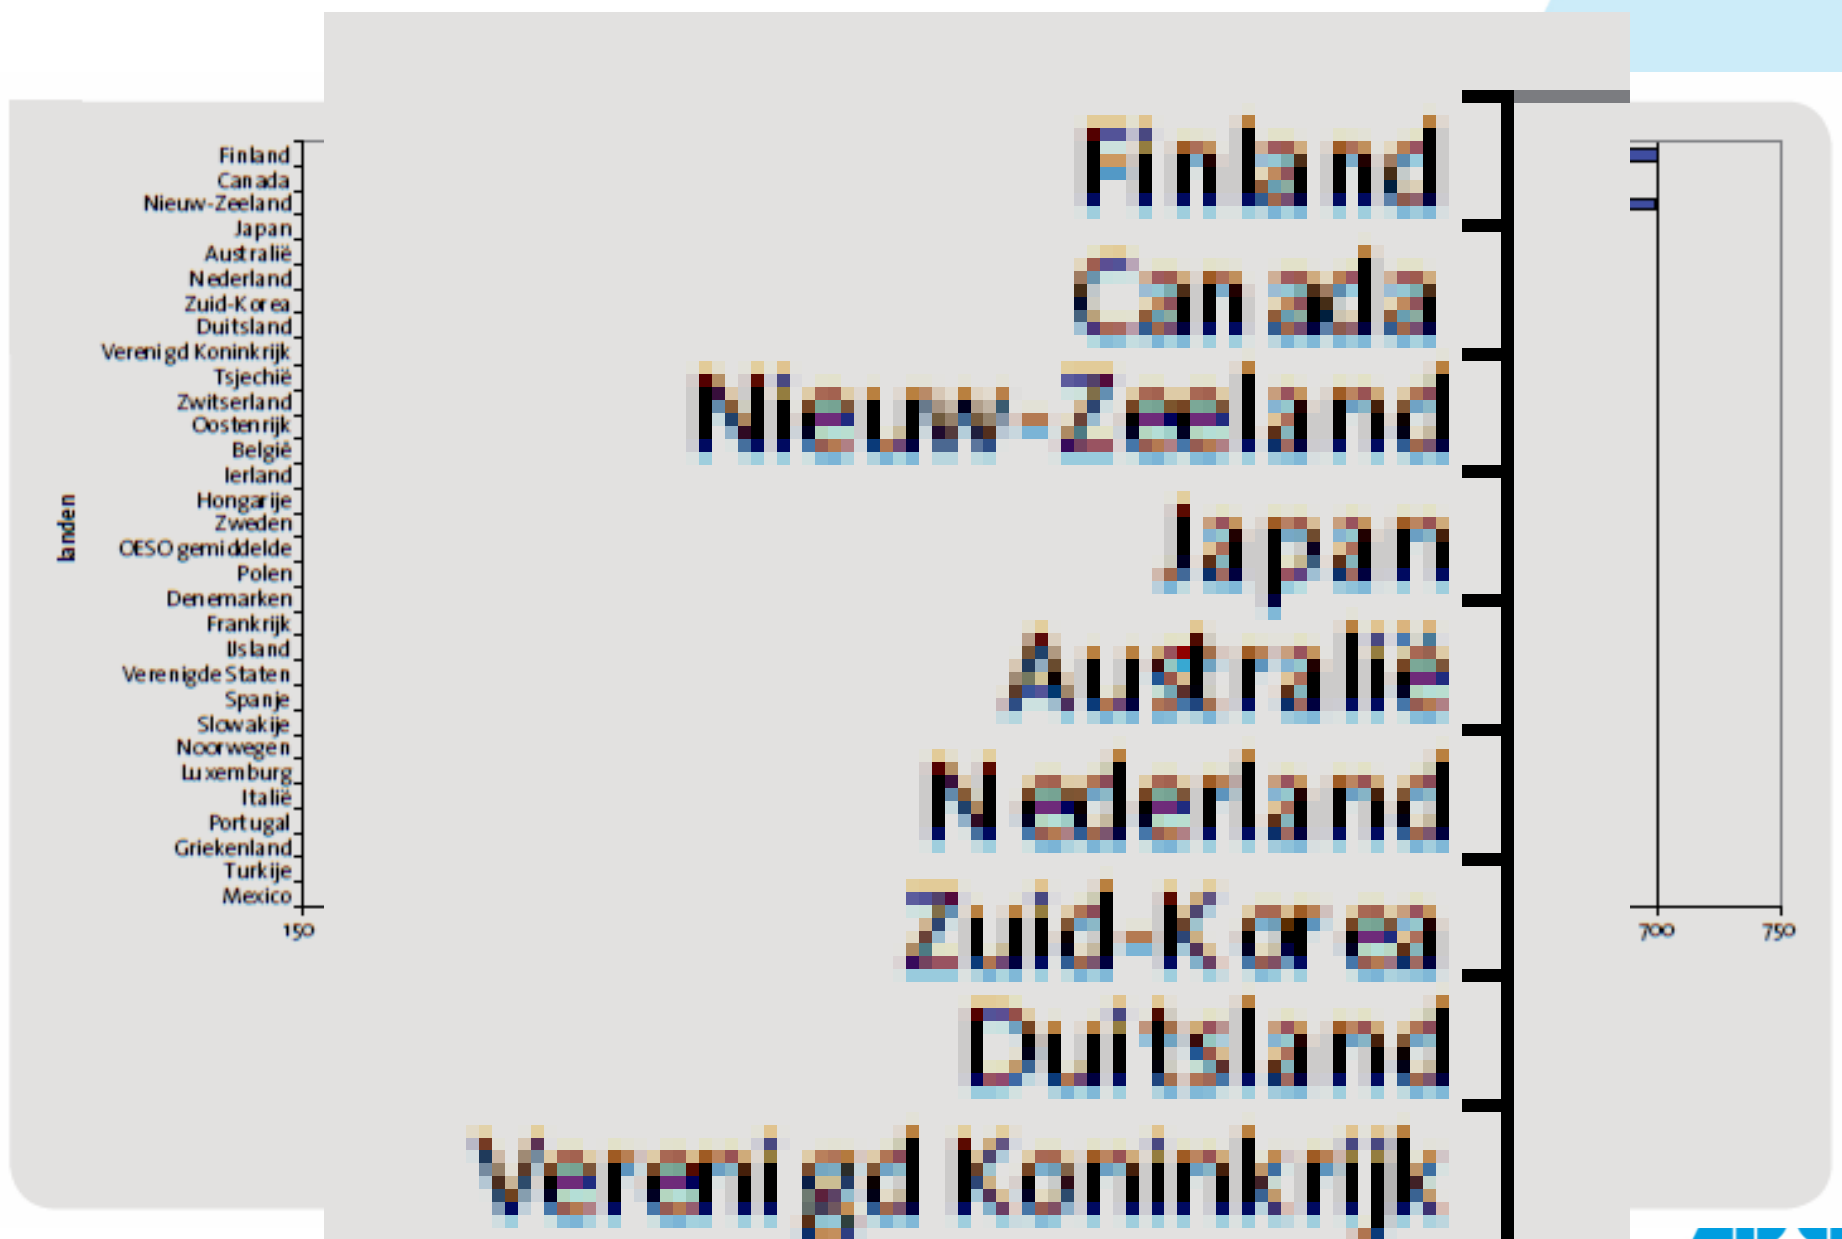 Finland
Canada
Nieuw-Zeeland
Japan
Australië
Nederland
Zuid-Korea
Duitsland
Verenigd Koninkrijk
Tsjechië
Zwitserland
Oostenrijk
België
Ierland
Hongarije
Zweden
OESO gemiddelde
Polen
Denemarken
Frankrijk
IJsland
Verenigde Staten
Spanje
Slowakije
Noorwegen
Luxemburg
Italië
Portugal
Griekenland
Turkije
Mexico
landen
150
700
750
Finland
Canada
Nieuw-Zeeland
Japan
Australië
Nederland
Zuid-Korea
Duitsland
Verenigd Koninkrijk